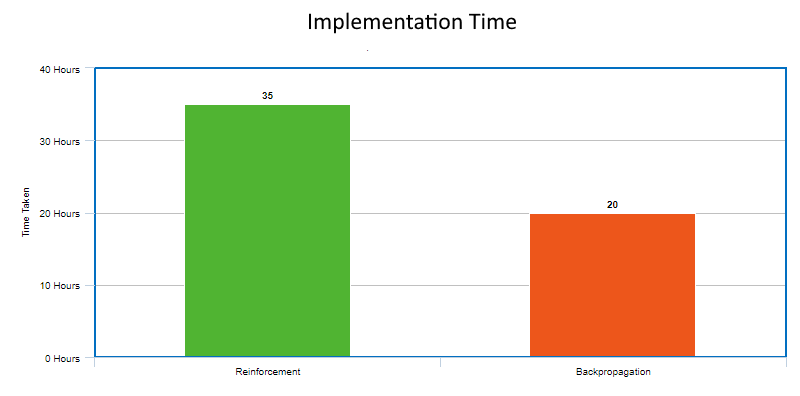 Implementation Time
40 Hours
35
30 Hours
Time Taken
20 Hours
20
10 Hours
0 Hours
Reinforcement
Backpropagation